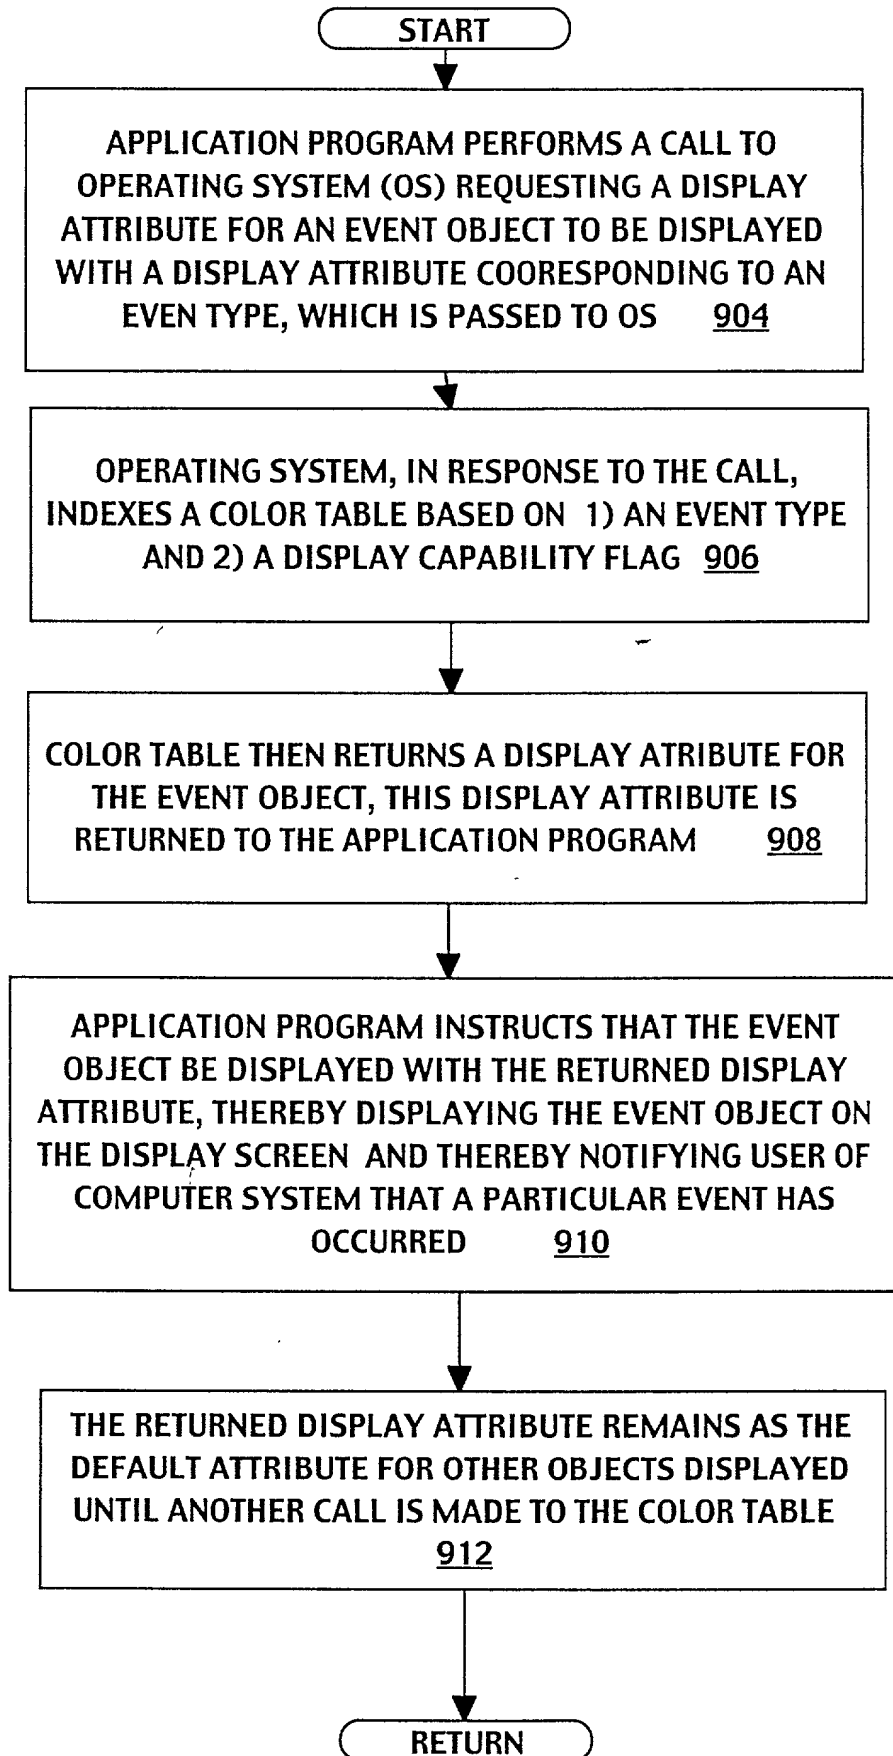 START
APPLICATION PROGRAM PERFORMS A CALL TO
OPERATING SYSTEM (OS) REQUESTING A DISPLAY
ATTRIBUTE FOR AN EVENT OBJECT TO BE DISPLAYED
WITH A DISPLAY ATTRIBUTE COORESPONDING TO AN
EVEN TYPE, WHICH IS PASSED TO OS 904
OPERATING SYSTEM, IN RESPONSE TO THE CALL,
INDEXES A COLOR TABLE BASED ON 1) AN EVENT TYPE
AND 2) A DISPLAY CAPABILITY FLAG 906
COLOR TABLE THEN RETURNS A DISPLAY ATRIBUTE FOR
THE EVENT OBJECT, THIS DISPLAY ATTRIBUTE IS
RETURNED TO THE APPLICATION PROGRAM 908
APPLICATION PROGRAM INSTRUCTS THAT THE EVENT
OBJECT BE DISPLAYED WITH THE RETURNED DISPLAY
ATTRIBUTE, THEREBY DISPLAYING THE EVENT OBJECT ON
THE DISPLAY SCREEN AND THEREBY NOTIFYING USER OF
COMPUTER SYSTEM THAT A PARTICULAR EVENT HAS
OCCURRED 910
THE RETURNED DISPLAY ATTRIBUTE REMAINS AS THE
DEFAULT ATTRIBUTE FOR OTHER OBJECTS DISPLAYED
UNTIL ANOTHER CALL IS MADE TO THE COLOR TABLE
912
RETURN